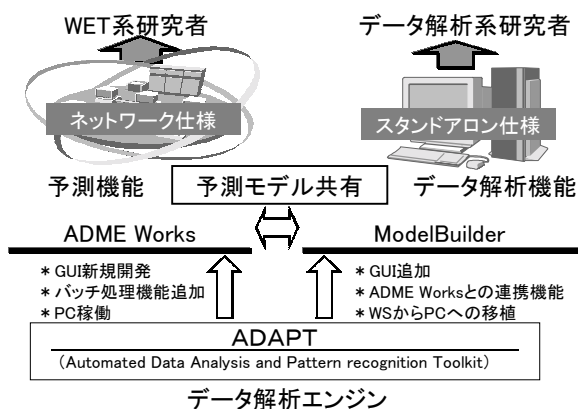 WET系研究者
データ解析系研究者
ネットワーク仕様
スタンドアロン仕様
予測機能
予測モデル共有
データ解析機能
ADME Works
ModelBuilder
* GUI新規開発
* バッチ処理機能追加
* PC稼働
* GUI追加
* ADME Worksとの連携機能
* WSからPCへの移植
ADAPT
(Automated Data Analysis and Pattern recognition Toolkit)
データ解析エンジン